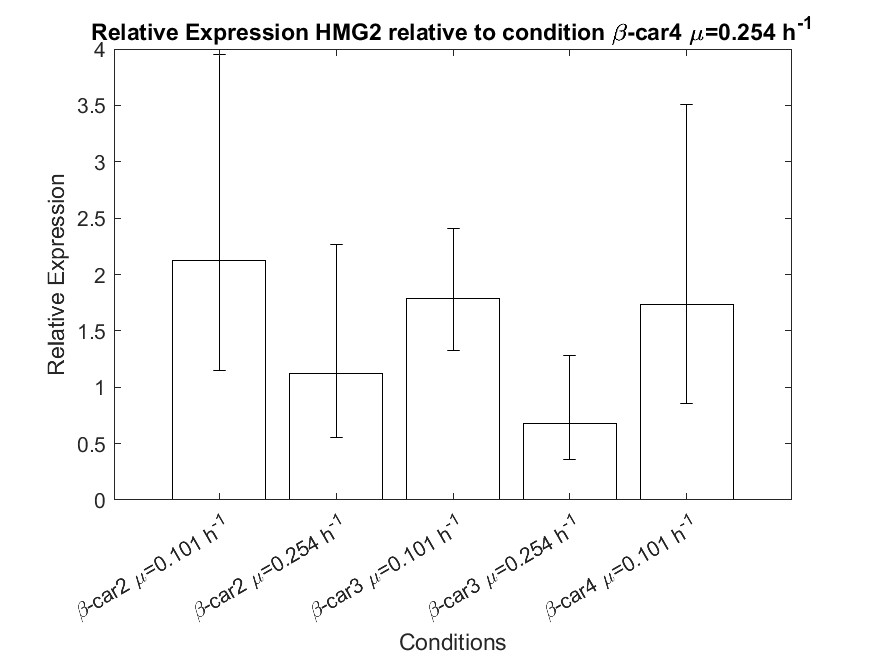 Relative Expression HMG2 relative to condition β-car4 μ=0.254 h⁻¹
4
3.5
3
2.5
2
1.5
1
0.5
0
Relative Expression
β-car2 μ=0.101 h⁻¹
β-car2 μ=0.254 h⁻¹
β-car3 μ=0.101 h⁻¹
β-car3 μ=0.254 h⁻¹
β-car4 μ=0.101 h⁻¹
Conditions